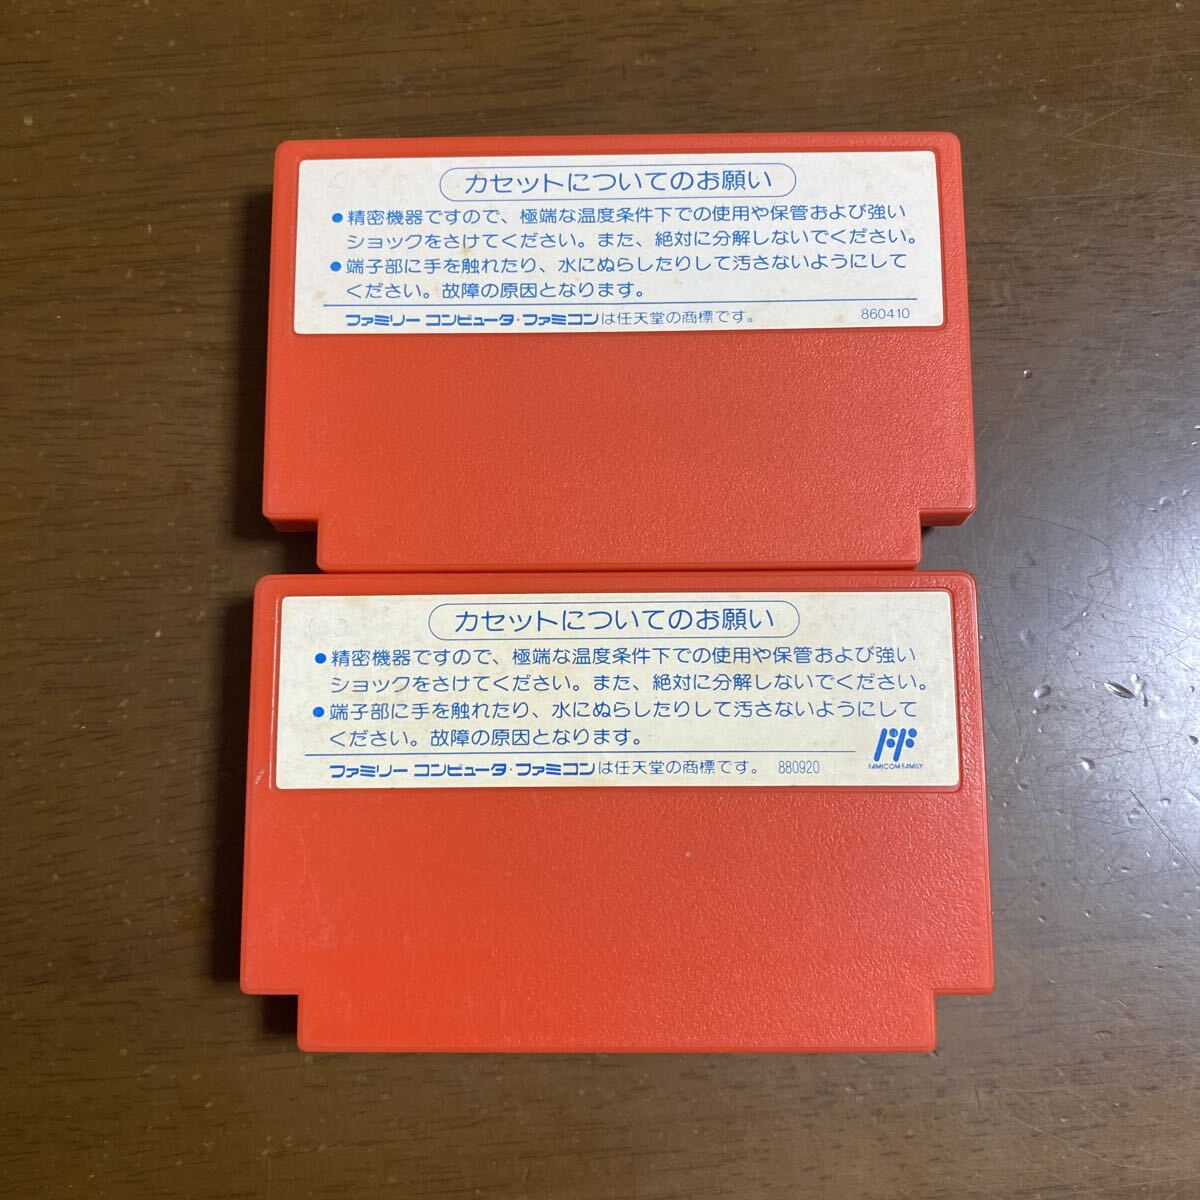 カセットについてのお願い
●精密機器ですので、極端な温度条件下での使用や保管および強い
ショックをさけてください。また、絶対に分解しないでください。
●端子部に手を触れたり、水にぬらしたりして汚さないようにして
ください。故障の原因となります。
ファミリーコンピュータ・ファミコンは任天堂の商標です。 860410
カセットについてのお願い
●精密機器ですので、極端な温度条件下での使用や保管および強い
ショックをさけてください。また、絶対に分解しないでください。
●端子部に手を触れたり、水にぬらしたりして汚さないようにして
ください。故障の原因となります。
ファミリーコンピュータ・ファミコンは任天堂の商標です。 880920
FF
FAMICOM FAMILY